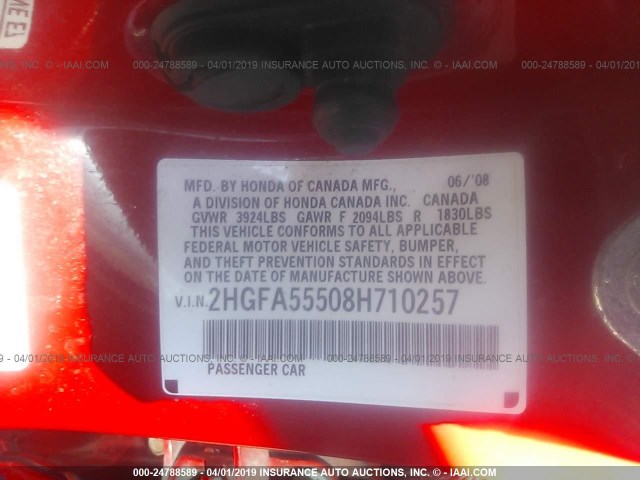 ME EJ
000-24788589 - 04/01/2019 - INSURANCE AUTO AUCTIONS, INC. - IAAI.COM
MFD. BY HONDA OF CANADA MFG., 06/'08
A DIVISION OF HONDA CANADA INC. CANADA
GVWR 3924LBS GAWR F 2094LBS R 1830LBS
THIS VEHICLE CONFORMS TO ALL APPLICABLE
FEDERAL MOTOR VEHICLE SAFETY, BUMPER,
AND THEFT PREVENTION STANDARDS IN EFFECT
ON THE DATE OF MANUFACTURE SHOWN ABOVE.
V.I.N. 2HGFA55508H710257
PASSENGER CAR
000-24788589 - 04/01/2019 - INSURANCE AUTO AUCTIONS, INC. - IAAI.COM